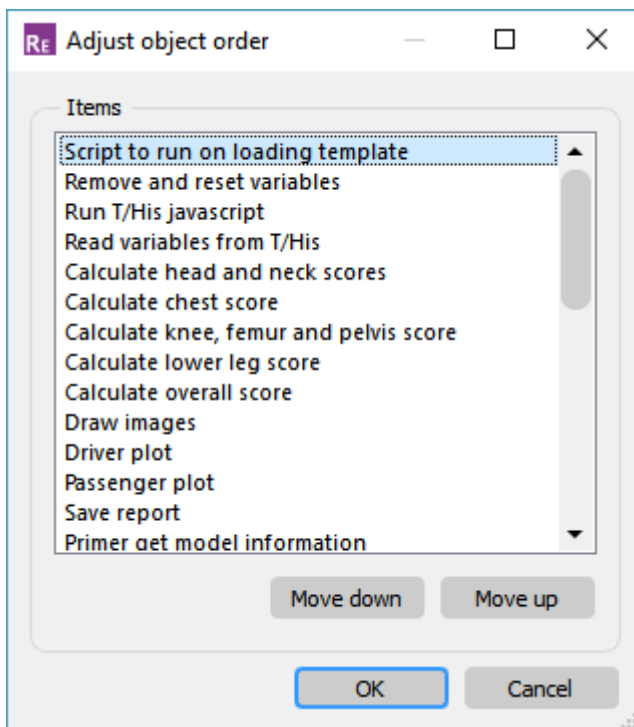 RE Adjust object order
Items
Script to run on loading template
Remove and reset variables
Run T/His javascript
Read variables from T/His
Calculate head and neck scores
Calculate chest score
Calculate knee, femur and pelvis score
Calculate lower leg score
Calculate overall score
Draw images
Driver plot
Passenger plot
Save report
Primer get model information
Move down Move up
OK Cancel